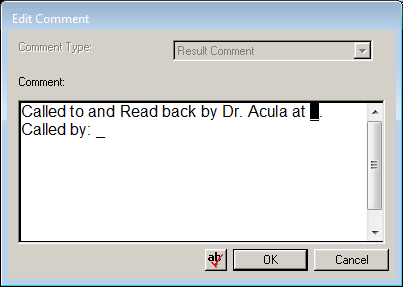 Edit Comment
Comment Type:
Result Comment
Comment:
Called to and Read back by Dr. Acula at _.
Called by: _
ab
OK
Cancel